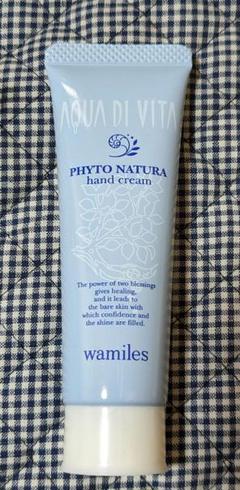 AQUA DI VITA
PHYTO NATURA
hand cream
The power of two blessings
gives healing,
and it leads to
the bare skin with
which confidence and
the shine are filled.
wamiles